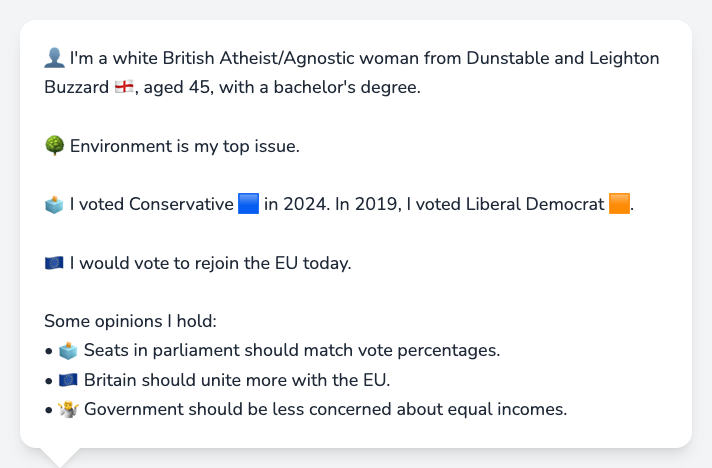 👤 I'm a white British Atheist/Agnostic woman from Dunstable and Leighton
Buzzard 🏴󠁧󠁢󠁥󠁮󠁧󠁿, aged 45, with a bachelor's degree.
🌳 Environment is my top issue.
🗳️ I voted Conservative 🟦 in 2024. In 2019, I voted Liberal Democrat 🟧.
🇪🇺 I would vote to rejoin the EU today.
Some opinions I hold:
• 🗳️ Seats in parliament should match vote percentages.
• 🇪🇺 Britain should unite more with the EU.
• 🤷 Government should be less concerned about equal incomes.